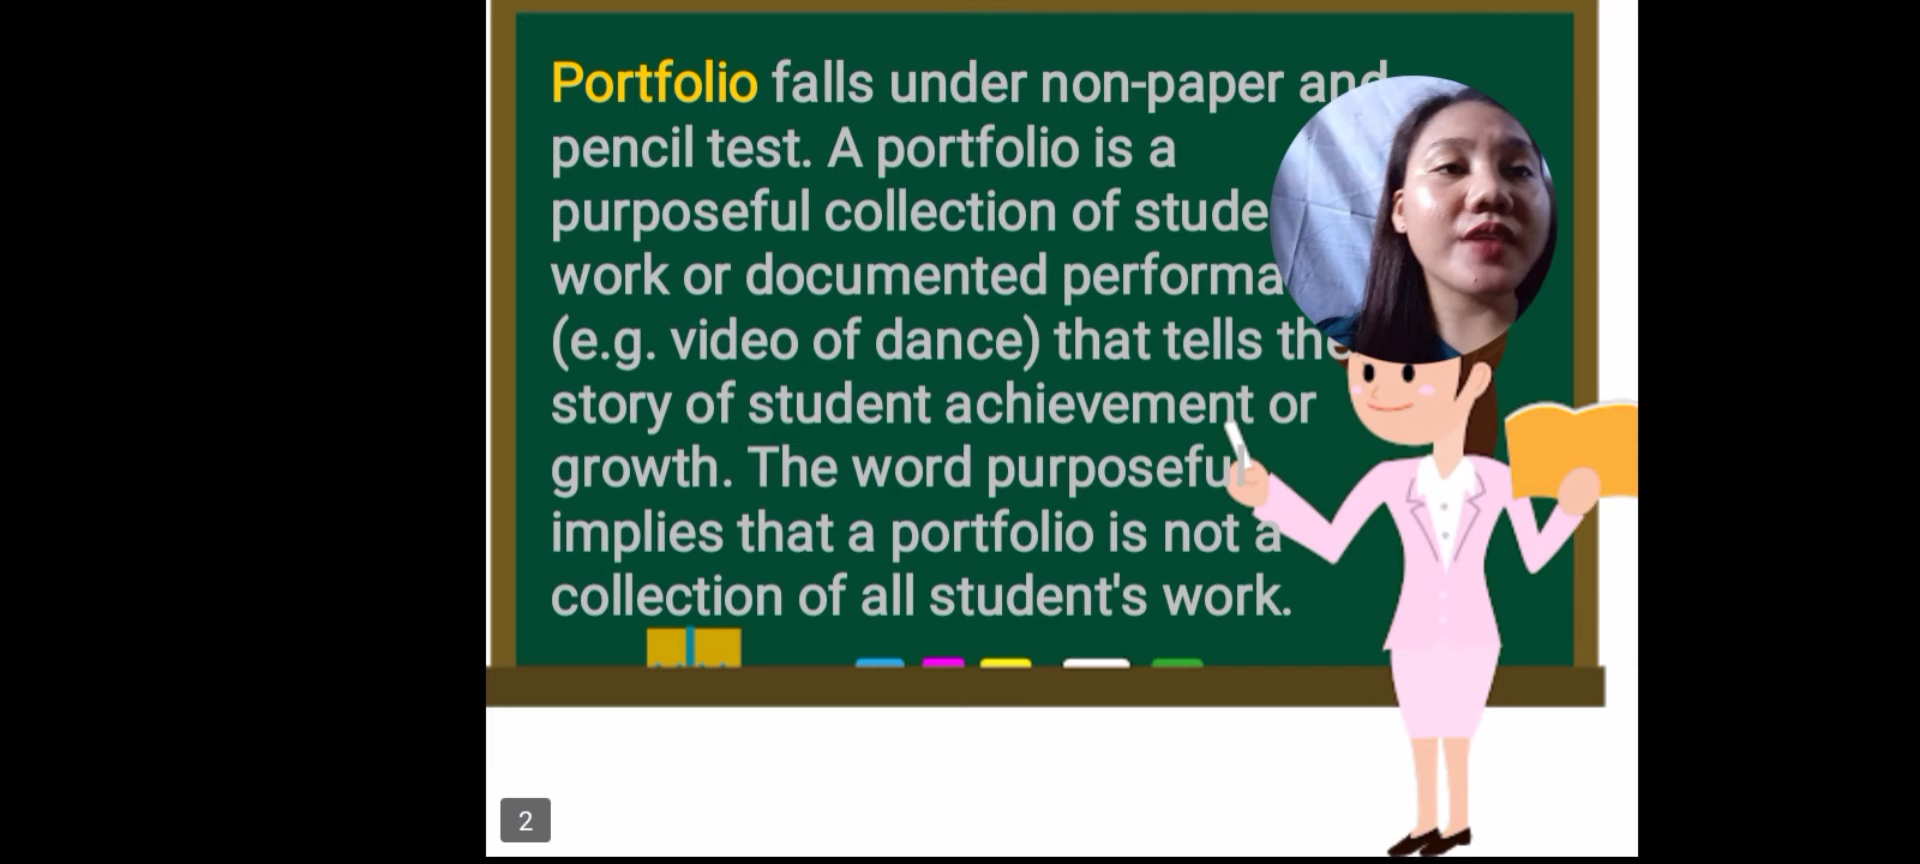 Portfolio falls under non-paper and
pencil test. A portfolio is a
purposeful collection of
work or documented
(e.g. video of dance) that tells the
story of student achievement or
growth. The word purposeful
implies that a portfolio is not a
collection of all student's work.
2